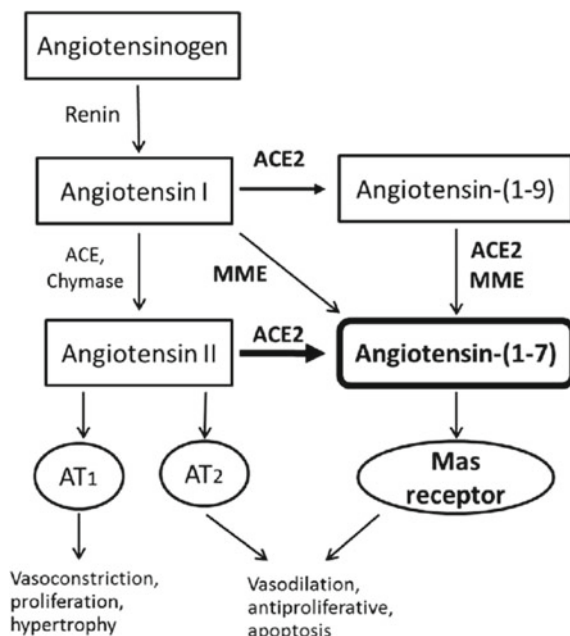 Angiotensinogen
Renin
ACE2
Angiotensin I
Angiotensin-(1-9)
ACE,
Chymase
MME
ACE2
MME
ACE2
Angiotensin II
Angiotensin-(1-7)
AT1
AT2
Mas
receptor
Vasoconstriction,
proliferation,
hypertrophy
Vasodilation,
antiproliferative,
apoptosis